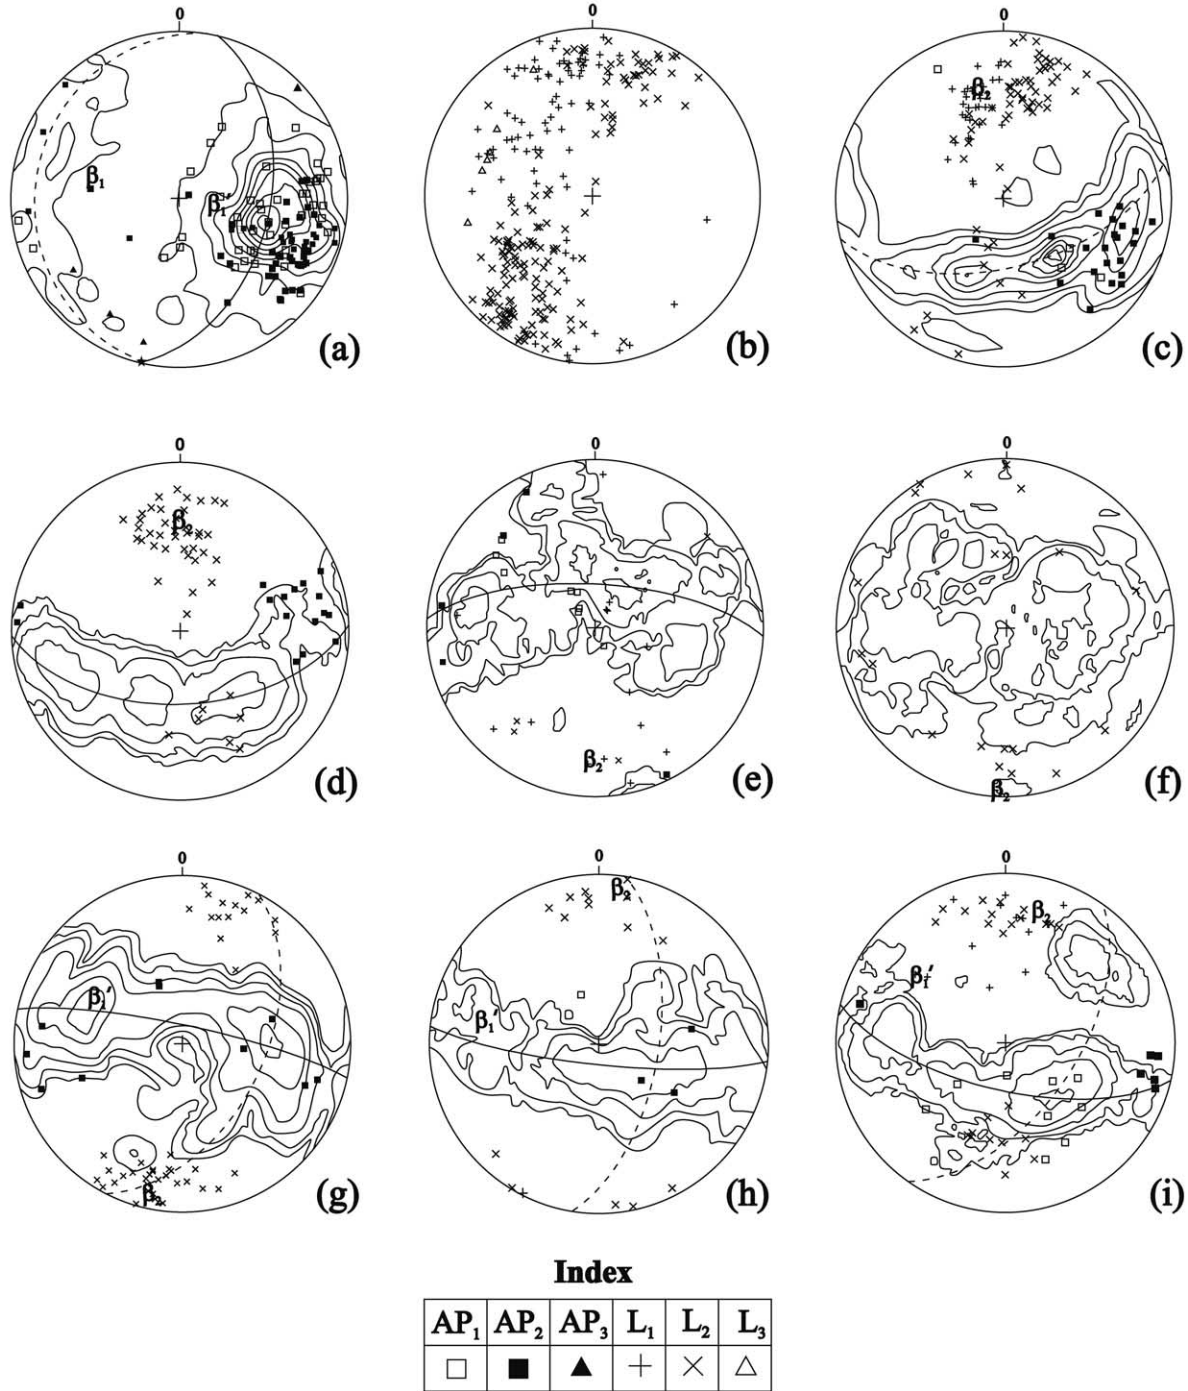 0 0 0
β₁ β₁′ β₂
(a) (b) (c)
0 0 0
β₂ β₂ β₂
(d) (e) (f)
0 0 0
β₁′ β₂ β₂ β₁′ β₂ β₁′
(g) (h) (i)
Index
AP₁ AP₂ AP₃ L₁ L₂ L₃